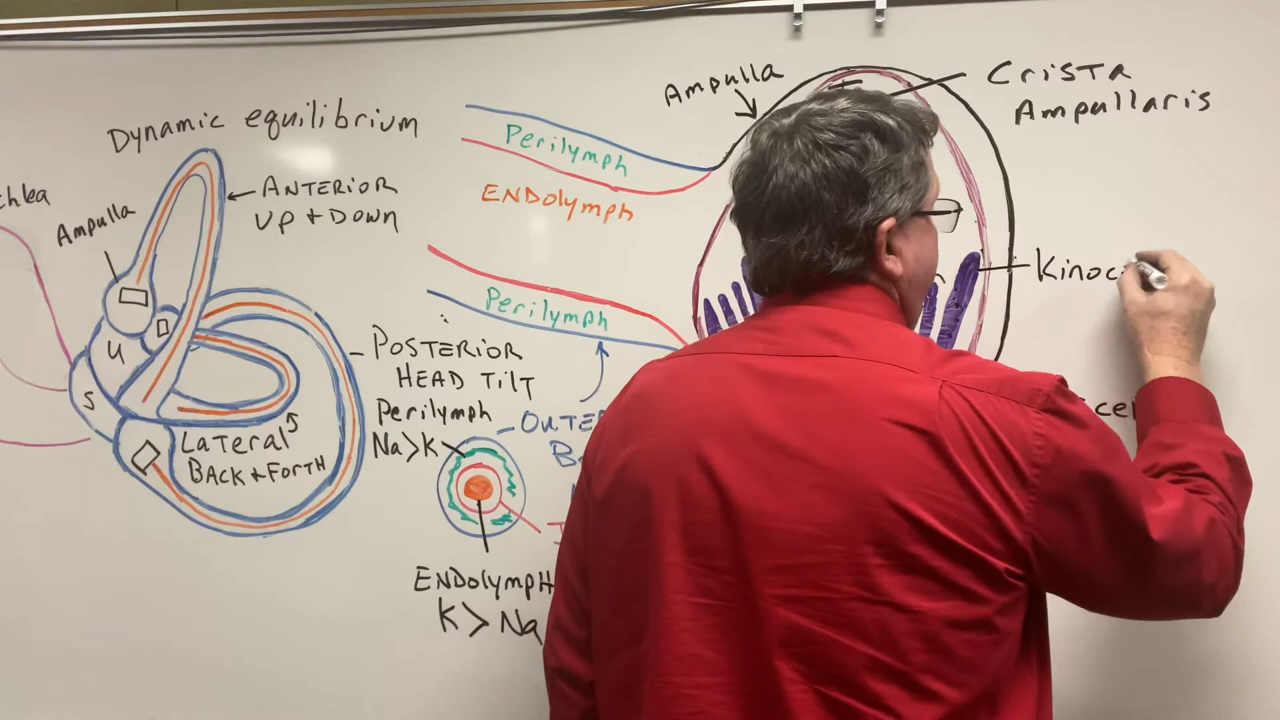 Dynamic equilibrium
Ampulla
ANTERIOR
UP + DOWN
U
S
POSTERIOR
HEAD TILT
Lateral
BACK + FORTH
Perilymph
Na>K
ENDolympH
K > Na
Perilymph
ENDolymph
Perilymph
Ampulla
CrisTa
Ampullaris
Kinoc